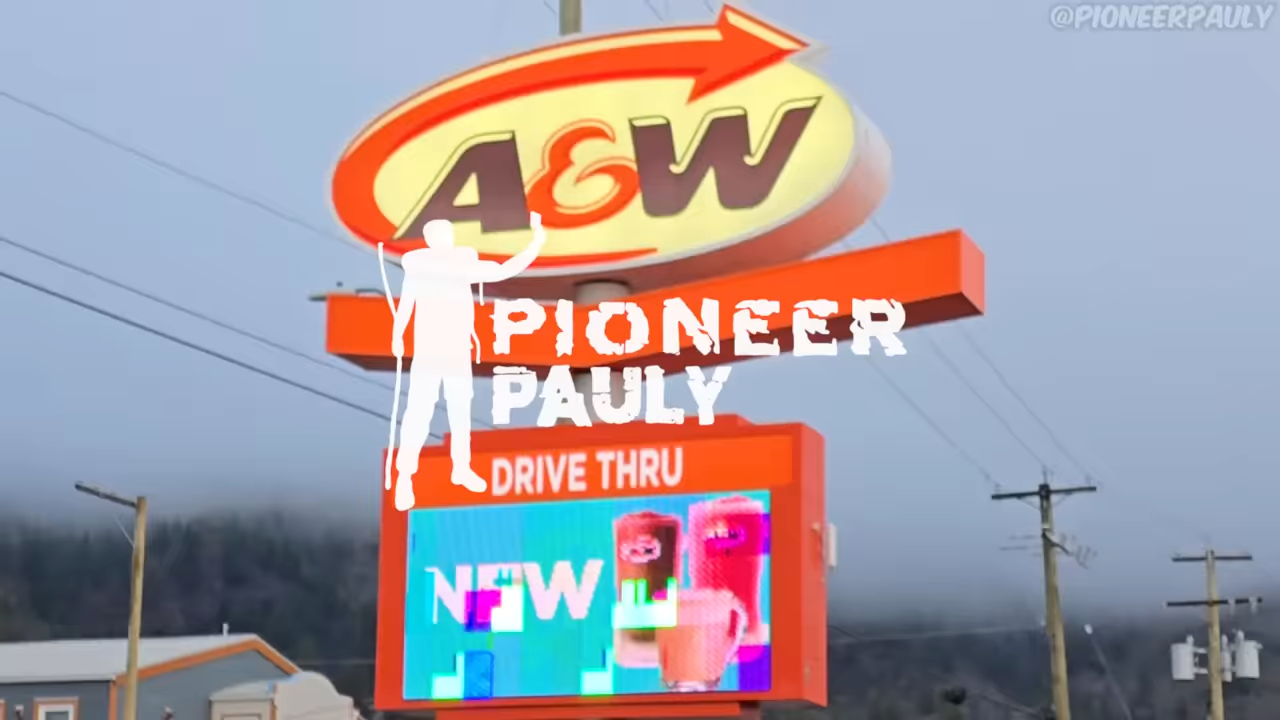 @PIONEERPAULY
A&W
PIONEER
PAULY
DRIVE THRU
NEW